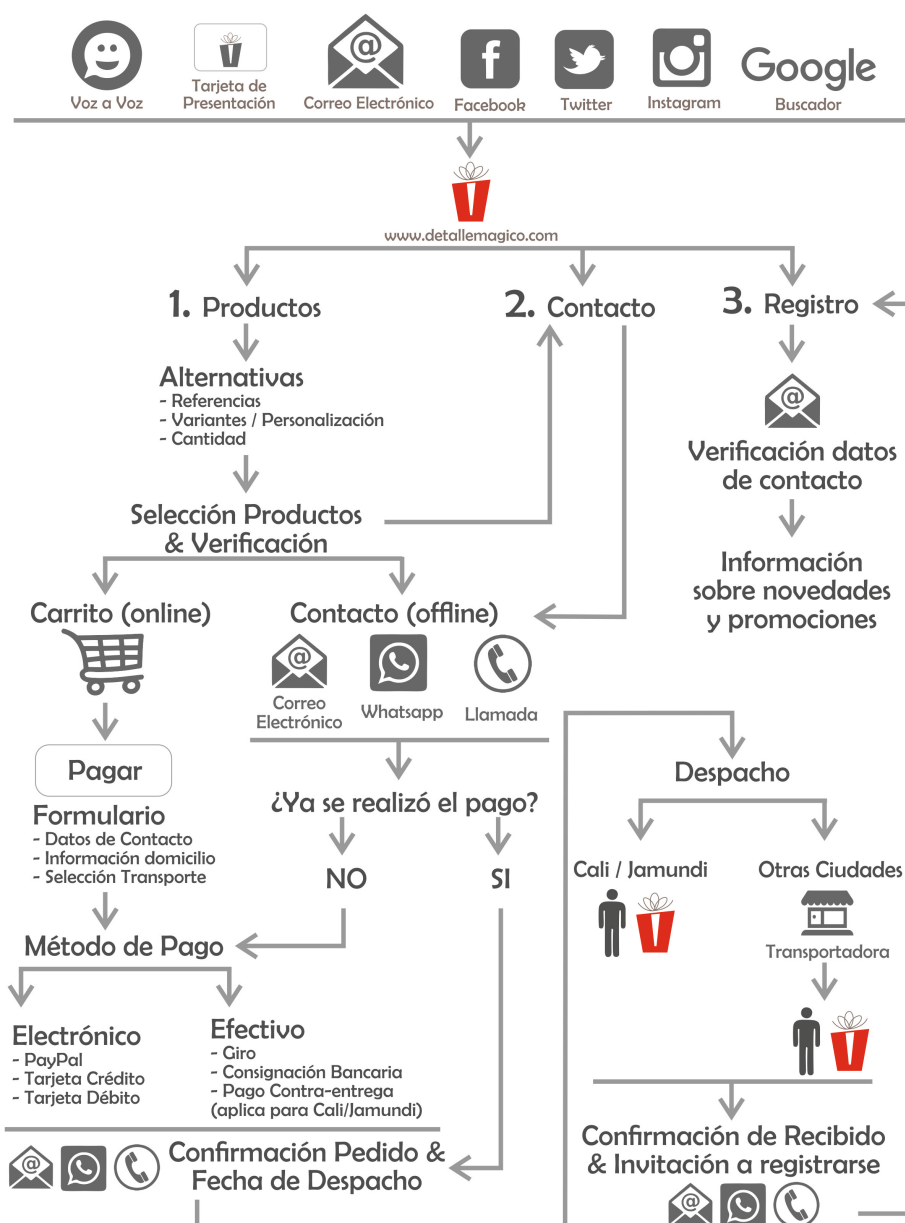 Voz a Voz
Tarjeta de
Presentación
Correo Electrónico
Facebook
Twitter
Instagram
Google
Buscador
www.detallemagico.com
1. Productos
Alternativas
- Referencias
- Variantes / Personalización
- Cantidad
Selección Productos
& Verificación
2. Contacto
3. Registro
Verificación datos
de contacto
Información
sobre novedades
y promociones
Carrito (online)
Contacto (offline)
Correo
Electrónico
Whatsapp
Llamada
Pagar
Formulario
- Datos de Contacto
- Información domicilio
- Selección Transporte
¿Ya se realizó el pago?
NO
SI
Método de Pago
Electrónico
- PayPal
- Tarjeta Crédito
- Tarjeta Débito
Efectivo
- Giro
- Consignación Bancaria
- Pago Contra-entrega
(aplica para Cali/Jamundi)
Confirmación Pedido &
Fecha de Despacho
Despacho
Cali / Jamundi
Otras Ciudades
Transportadora
Confirmación de Recibido
& Invitación a registrarse